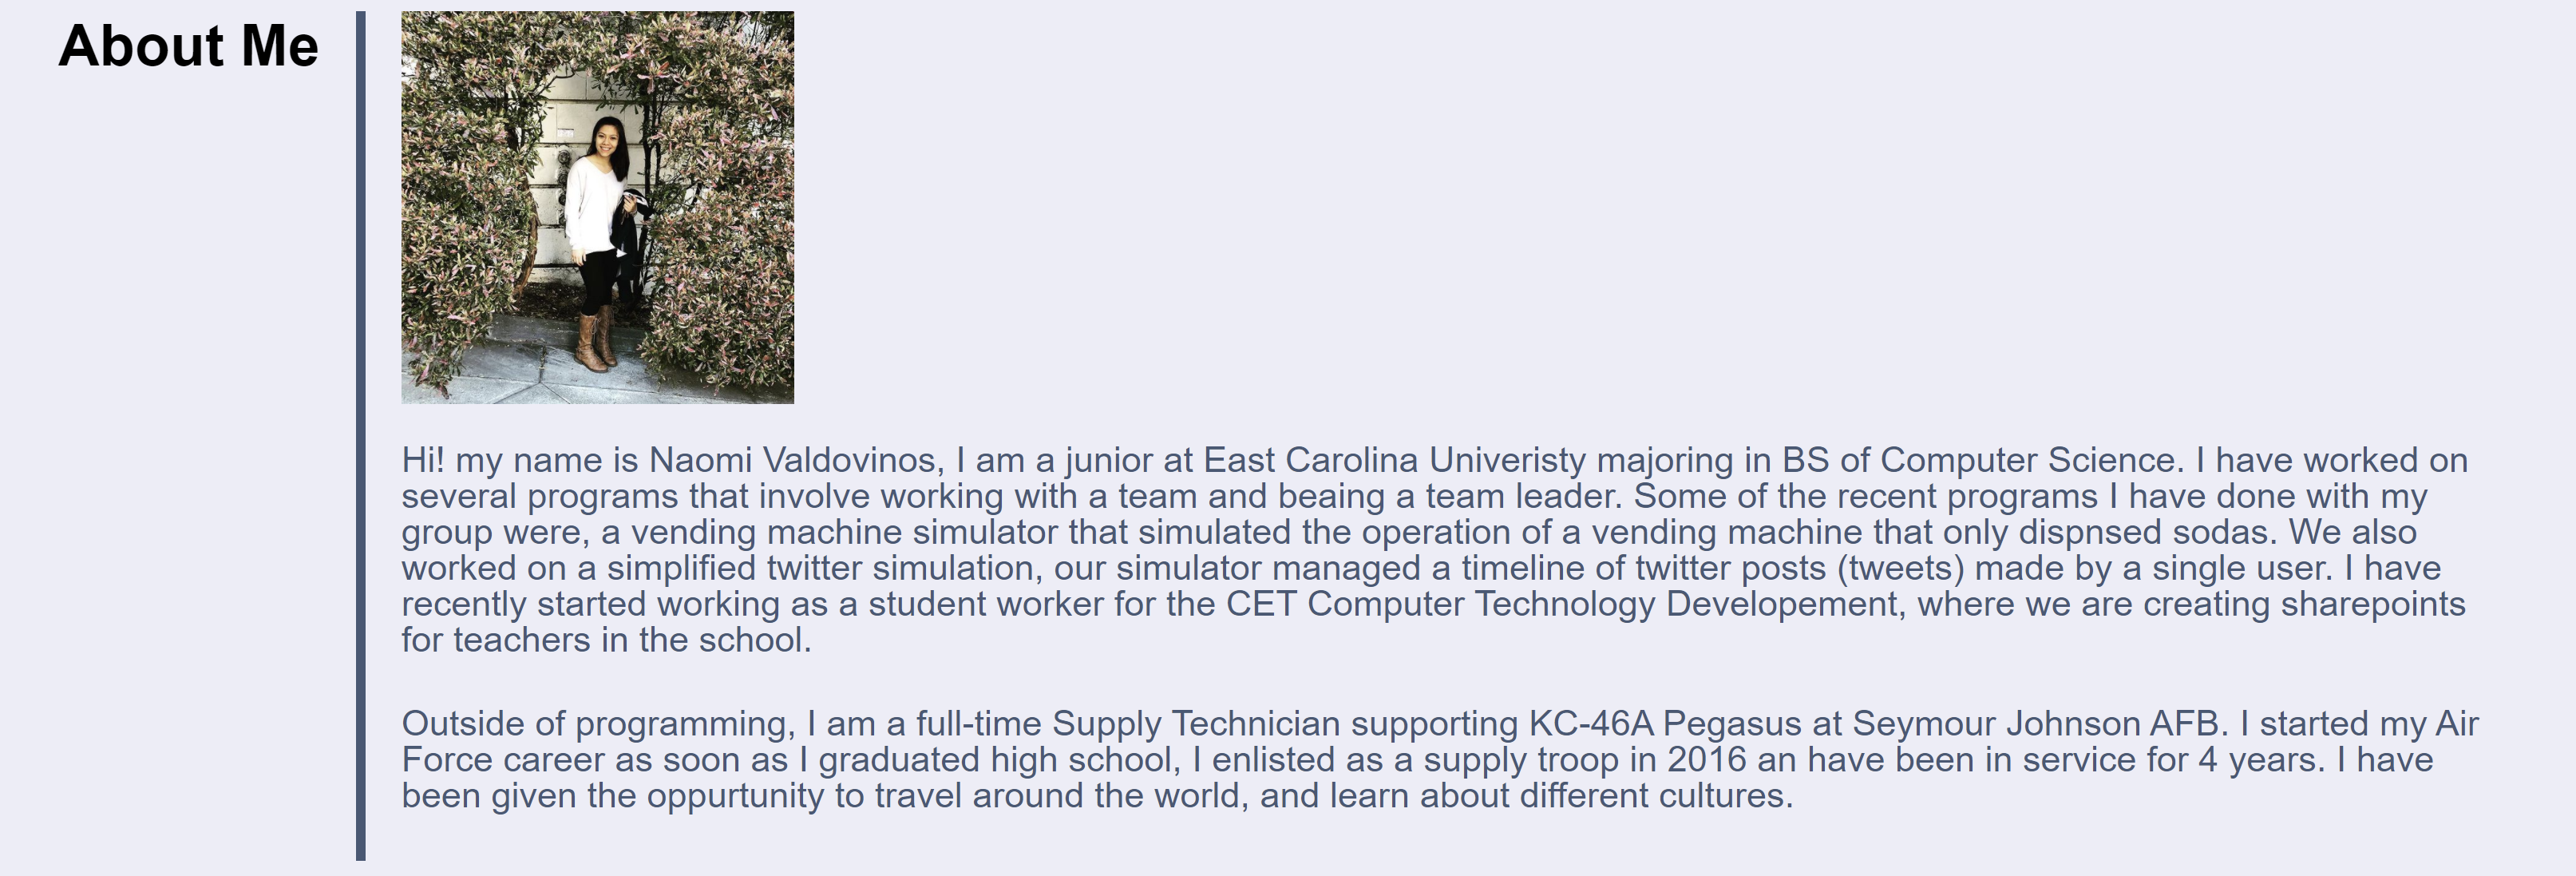 About Me
Hi! my name is Naomi Valdovinos, I am a junior at East Carolina Univeristy majoring in BS of Computer Science. I have worked on
several programs that involve working with a team and beaing a team leader. Some of the recent programs I have done with my
group were, a vending machine simulator that simulated the operation of a vending machine that only dispnsed sodas. We also
worked on a simplified twitter simulation, our simulator managed a timeline of twitter posts (tweets) made by a single user. I have
recently started working as a student worker for the CET Computer Technology Developement, where we are creating sharepoints
for teachers in the school.
Outside of programming, I am a full-time Supply Technician supporting KC-46A Pegasus at Seymour Johnson AFB. I started my Air
Force career as soon as I graduated high school, I enlisted as a supply troop in 2016 an have been in service for 4 years. I have
been given the oppurtunity to travel around the world, and learn about different cultures.